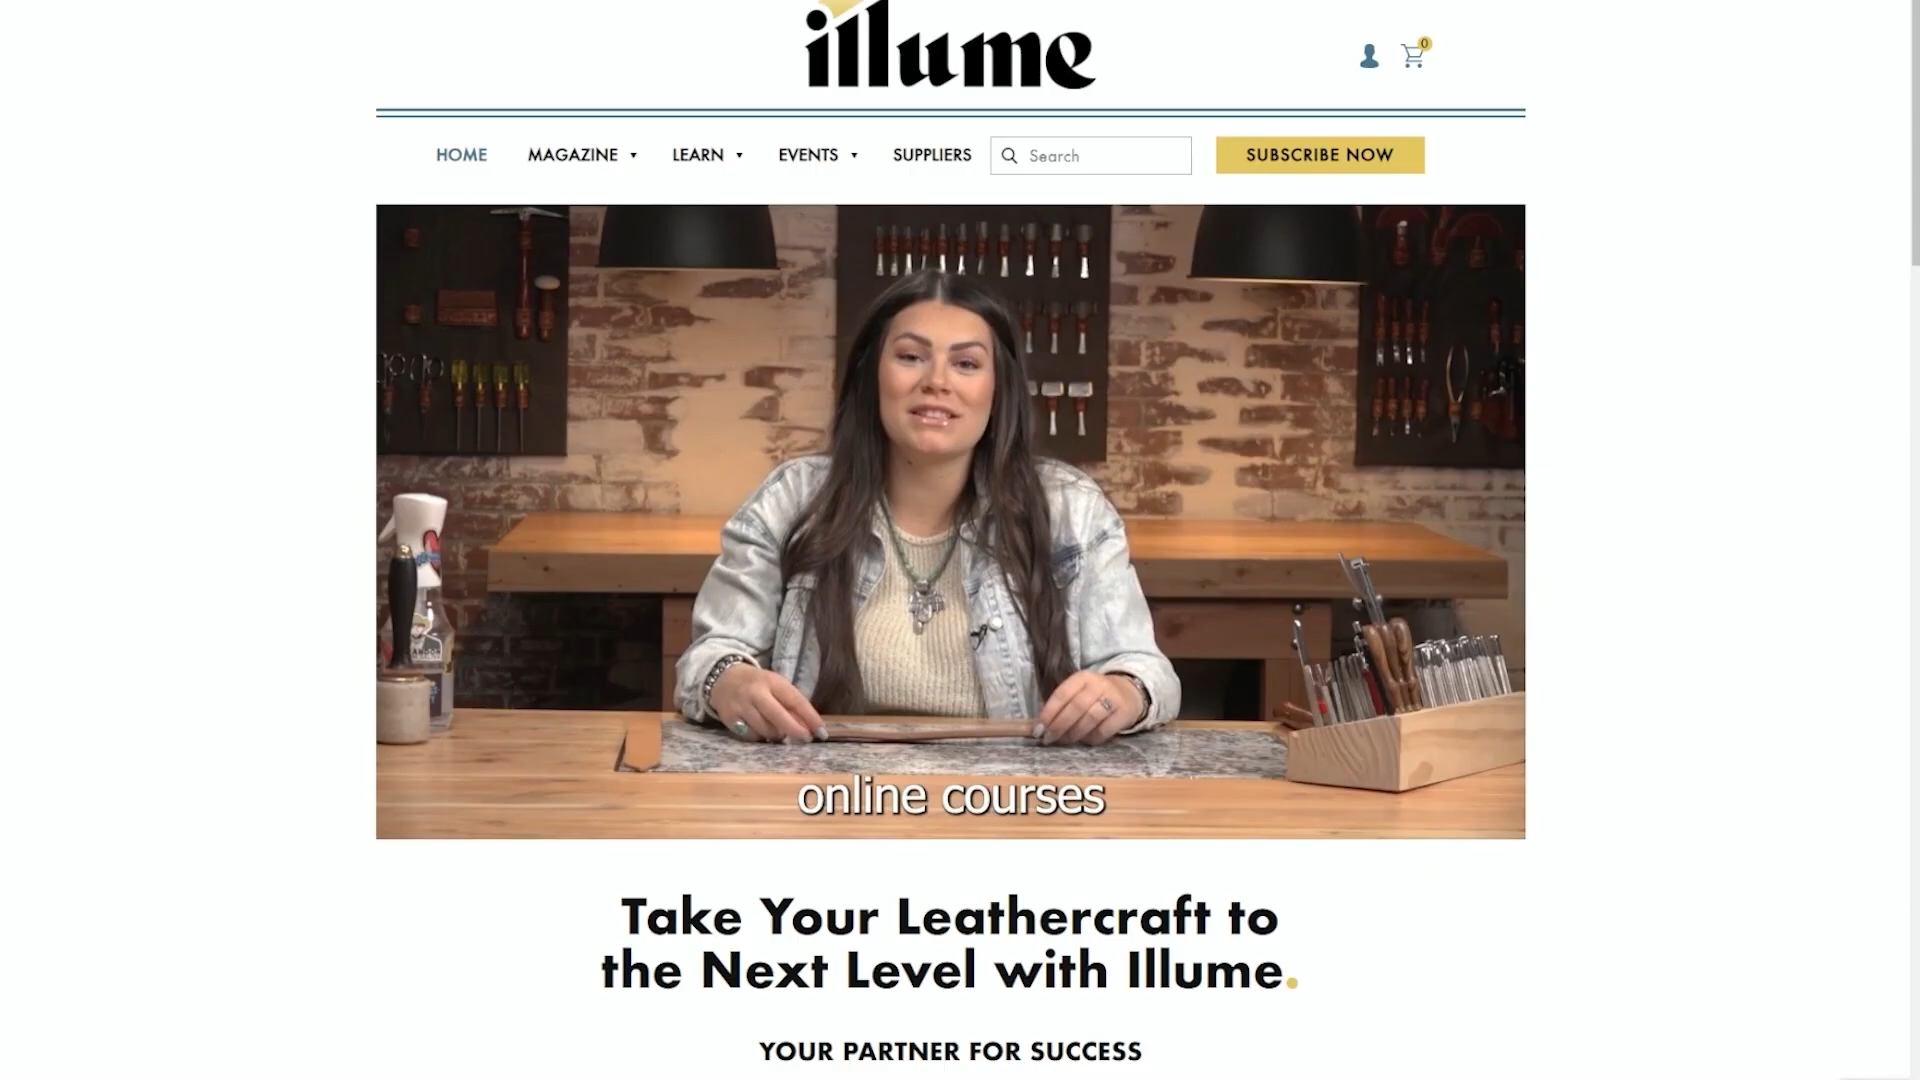 illume
0
HOME MAGAZINE LEARN EVENTS SUPPLIERS Search SUBSCRIBE NOW
online courses
Take Your Leathercraft to
the Next Level with Illume.
YOUR PARTNER FOR SUCCESS